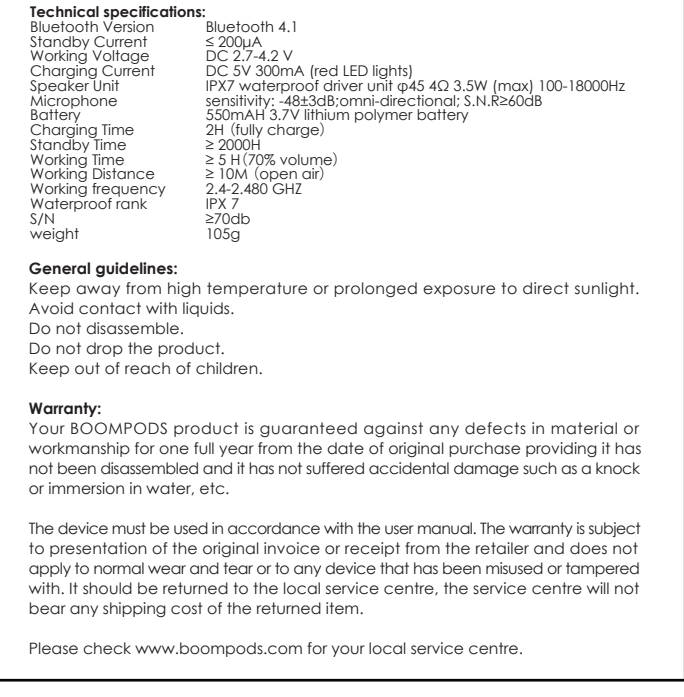 Technical specifications:
Bluetooth Version Bluetooth 4.1
Standby Current ≤ 200μA
Working Voltage DC 2.7-4.2 V
Charging Current DC 5V 300mA (red LED lights)
Speaker Unit IPX7 waterproof driver unit φ45 4Ω 3.5W (max) 100-18000Hz
Microphone sensitivity: -48±3dB;omni-directional; S.N.R≥60dB
Battery 550mAH 3.7V lithium polymer battery
Charging Time 2H (fully charge)
Standby Time ≥ 2000H
Working Time ≥ 5 H(70% volume)
Working Distance ≥ 10M (open air)
Working frequency 2.4-2.480 GHZ
Waterproof rank IPX 7
S/N ≥70db
weight 105g
General guidelines:
Keep away from high temperature or prolonged exposure to direct sunlight.
Avoid contact with liquids.
Do not disassemble.
Do not drop the product.
Keep out of reach of children.
Warranty:
Your BOOMPODS product is guaranteed against any defects in material or
workmanship for one full year from the date of original purchase providing it has
not been disassembled and it has not suffered accidental damage such as a knock
or immersion in water, etc.
The device must be used in accordance with the user manual. The warranty is subject
to presentation of the original invoice or receipt from the retailer and does not
apply to normal wear and tear or to any device that has been misused or tampered
with. It should be returned to the local service centre, the service centre will not
bear any shipping cost of the returned item.
Please check www.boompods.com for your local service centre.